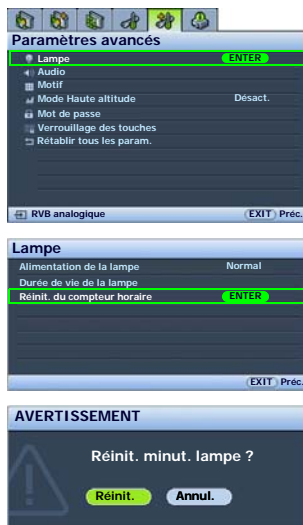 Paramètres avancés
Lampe ENTER
Audio
Motif
Mode Haute altitude Désact.
Mot de passe
Verrouillage des touches
Rétablir tous les param.
RVB analogique EXIT Préc.
Lampe
Alimentation de la lampe Normal
Durée de vie de la lampe
Réinit. du compteur horaire ENTER
EXIT Préc.
AVERTISSEMENT
Réinit. minut. lampe ?
Réinit. Annul.